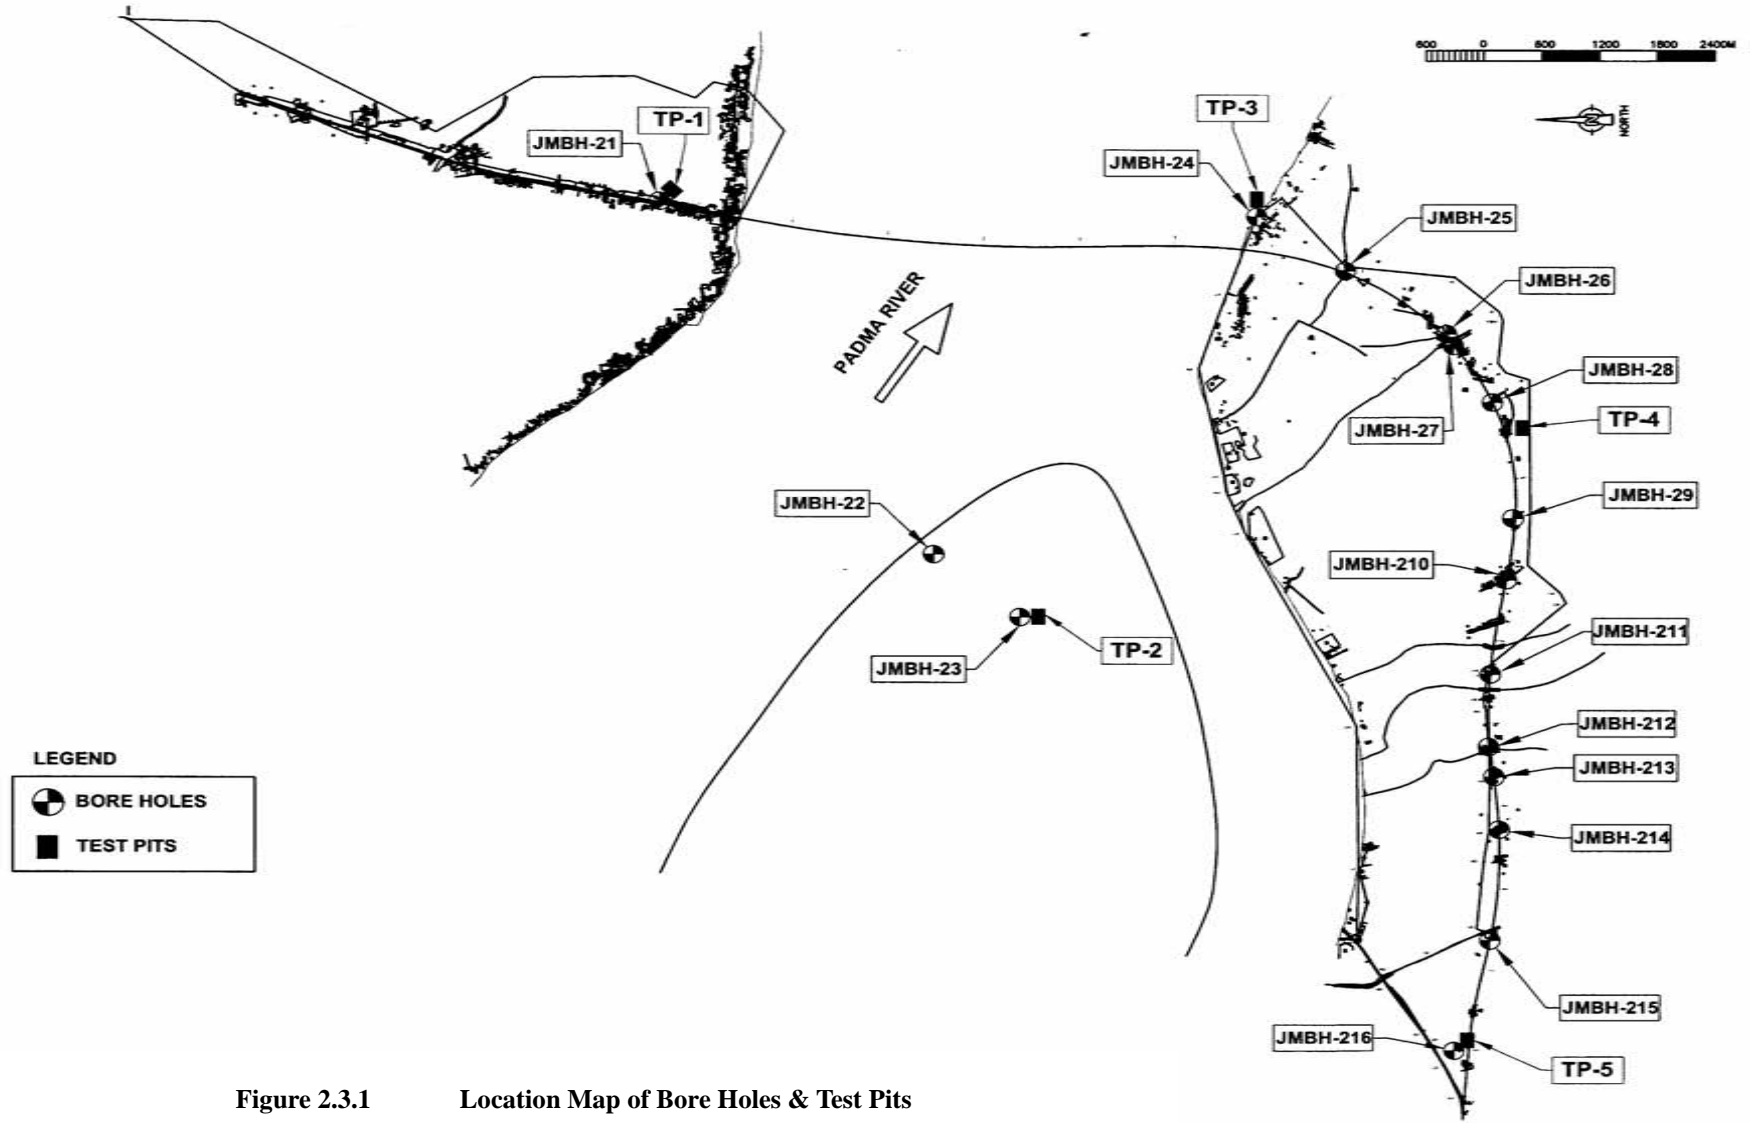 600 0 600 1200 1800 2400M
NORTH
TP-1
JMBH-21
TP-3
JMBH-24
JMBH-25
JMBH-26
PADMA RIVER
JMBH-28
TP-4
JMBH-27
JMBH-29
JMBH-22
JMBH-210
JMBH-211
TP-2
JMBH-23
JMBH-212
JMBH-213
LEGEND
BORE HOLES
TEST PITS
JMBH-214
JMBH-215
JMBH-216
TP-5
Figure 2.3.1 Location Map of Bore Holes & Test Pits